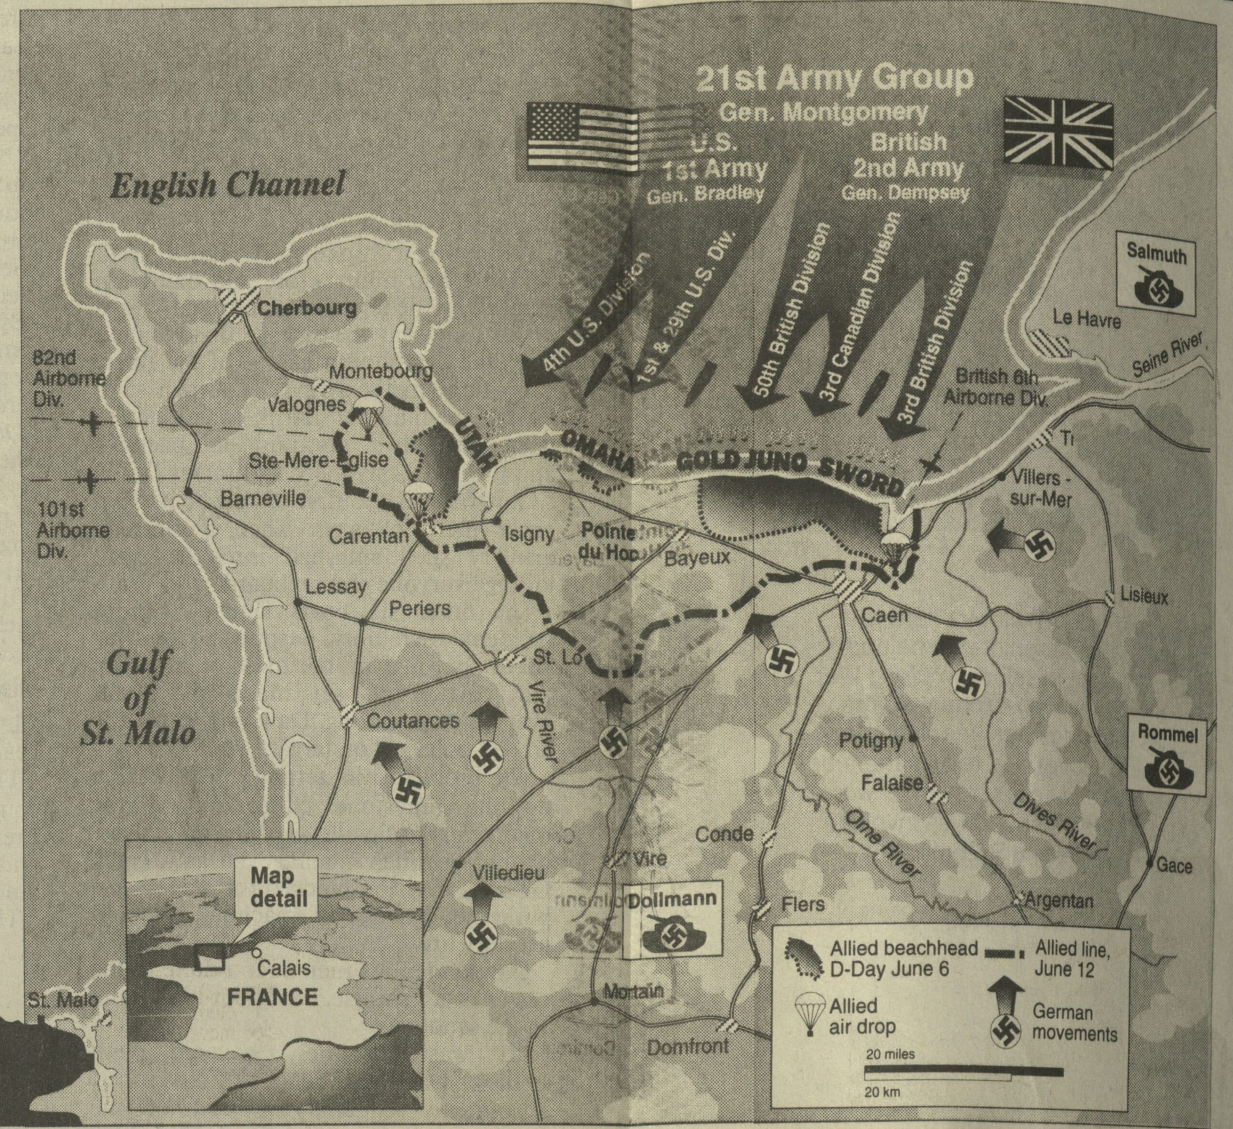 21st Army Group
Gen. Montgomery
U.S.
1st Army
Gen. Bradley
British
2nd Army
Gen. Dempsey
English Channel
4th U.S. Division
1st & 29th U.S. Div.
50th British Division
3rd Canadian Division
3rd British Division
Salmuth
Le Havre
Seine River
Cherbourg
82nd
Airborne
Div.
Montebourg
Valognes
British 6th
Airborne Div.
UTAH
OMAHA
GOLD
JUNO
SWORD
Ste-Mere-Eglise
Barneville
Villers -
sur-Mer
101st
Airborne
Div.
Carentan
Isigny
Pointe
du Hoc
Bayeux
Lessay
Periers
Caen
Lisieux
Gulf
of
St. Malo
St. Lo
Vire River
Coutances
Potigny
Rommel
Falaise
Dives River
Orne River
Conde
Vire
Villedieu
Gace
Dollmann
Flers
Argentan
Map
detail
Calais
FRANCE
St. Malo
Mortain
Domfront
Allied beachhead
D-Day June 6
Allied line,
June 12
Allied
air drop
German
movements
20 miles
20 km